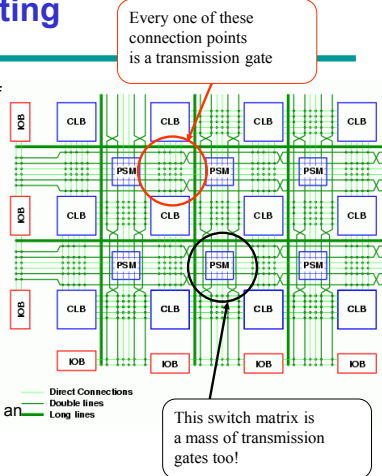 ting
Every one of these
connection points
is a transmission gate
f
IOB CLB CLB CLB CLB
PSM PSM PSM
IOB CLB CLB CLB CLB
PSM PSM PSM
IOB CLB CLB CLB CLB
IOB IOB IOB IOB
Direct Connections
Double lines
an
Long lines
This switch matrix is
a mass of transmission
gates too!